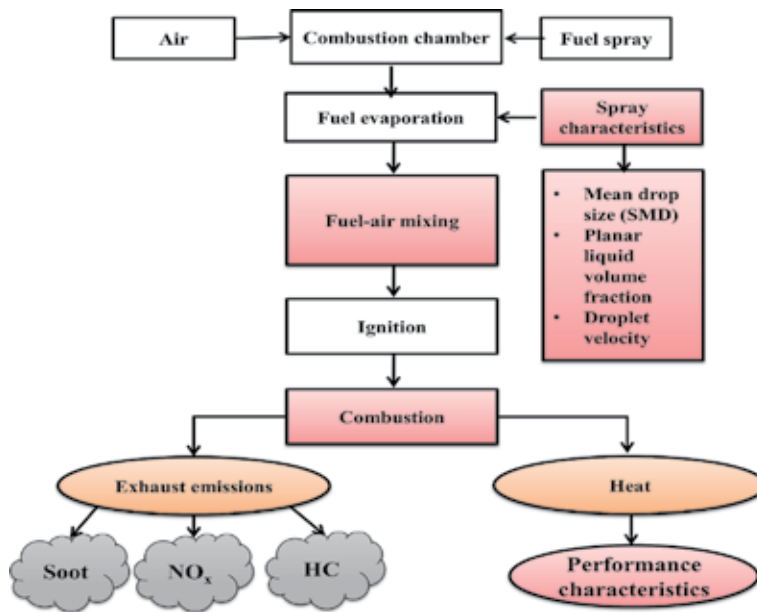 Air
Combustion chamber
Fuel spray
Fuel evaporation
Spray
characteristics
Fuel-air mixing
• Mean drop
size (SMD)
• Planar
liquid
volume
fraction
• Droplet
velocity
Ignition
Combustion
Exhaust emissions
Heat
Soot
NOx
HC
Performance
characteristics